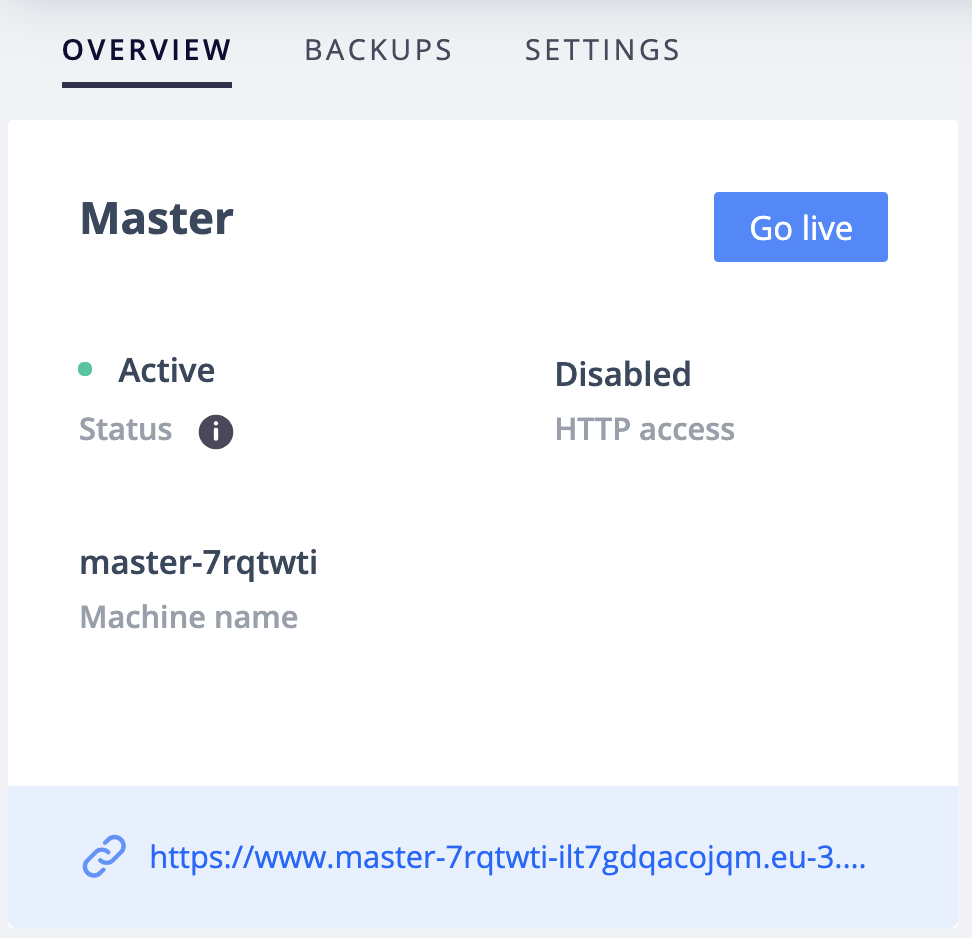 OVERVIEW BACKUPS SETTINGS
Master
Go live
Active
Status
Disabled
HTTP access
master-7rqtwti
Machine name
https://www.master-7rqtwti-ilt7gdqacojqm.eu-3....